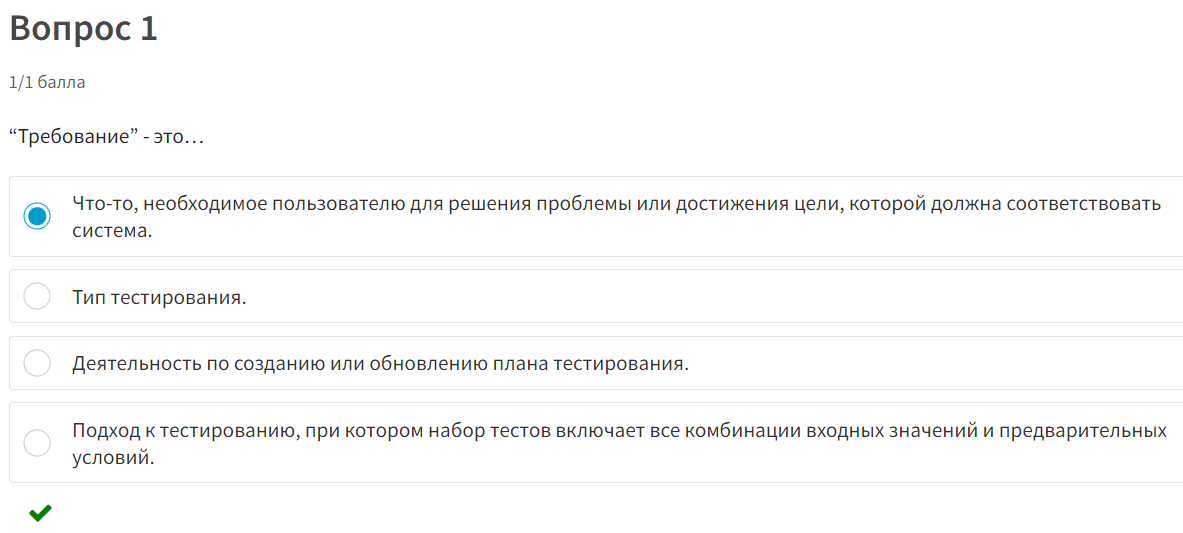 Вопрос 1
1/1 балла
“Требование” - это…
Что-то, необходимое пользователю для решения проблемы или достижения цели, которой должна соответствовать
система.
Тип тестирования.
Деятельность по созданию или обновлению плана тестирования.
Подход к тестированию, при котором набор тестов включает все комбинации входных значений и предварительных
условий.